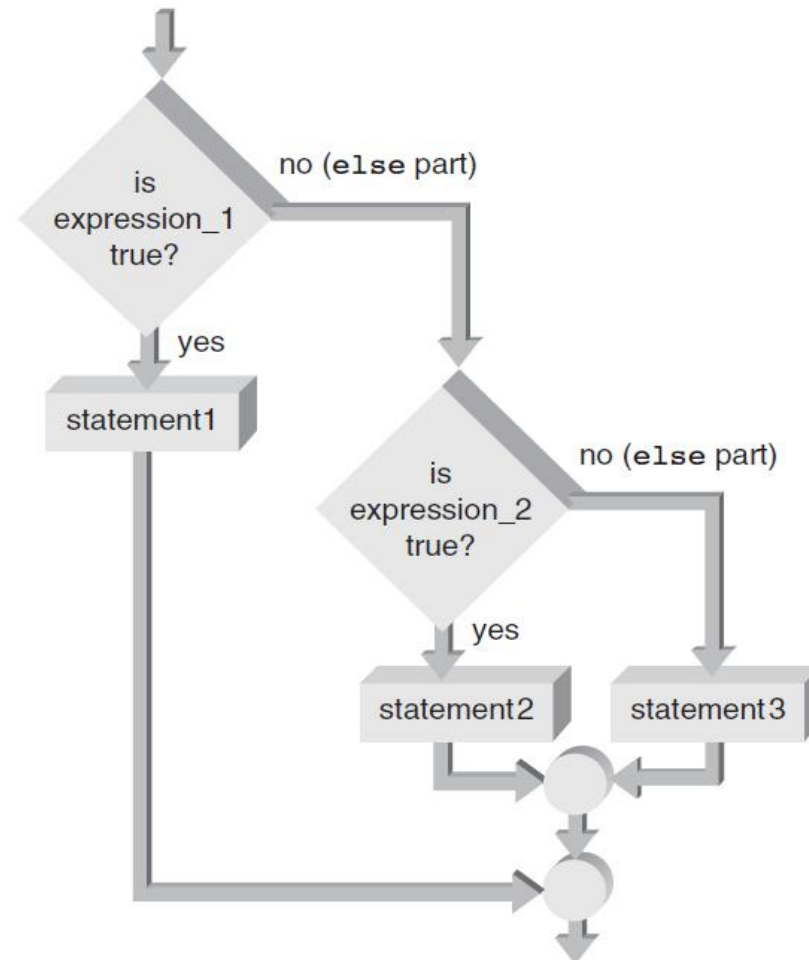 is
expression_1
true?
no (else part)
yes
statement1
is
expression_2
true?
no (else part)
yes
statement2
statement3